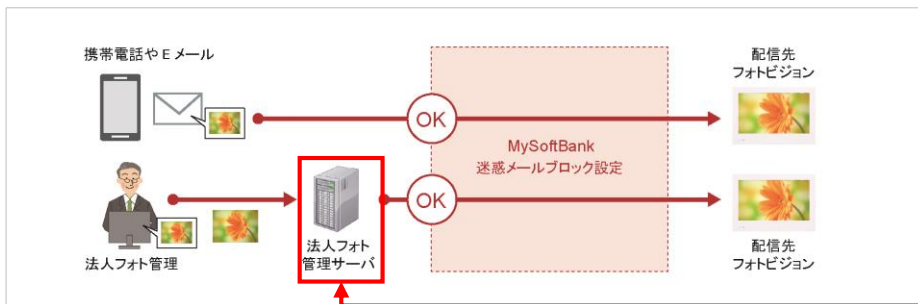 携帯電話やEメール
配信先
フォトビジョン
OK
MySoftBank
迷惑メールブロック設定
OK
法人フォト管理
法人フォト
管理サーバ
配信先
フォトビジョン